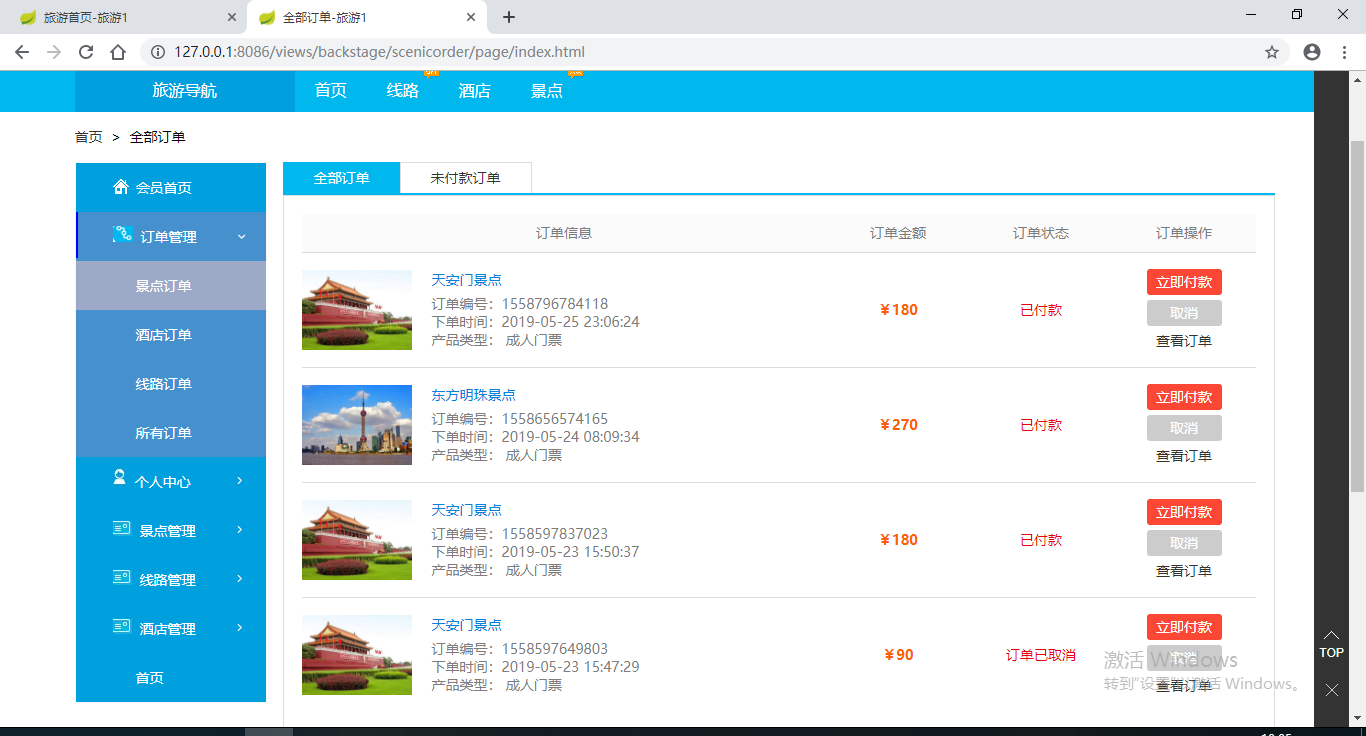 旅游首页-旅游1
全部订单-旅游1
127.0.0.1:8086/views/backstage/scenicorder/page/index.html
旅游导航 首页 线路 酒店 景点
首页 > 全部订单
会员首页
订单管理
景点订单
酒店订单
线路订单
所有订单
个人中心
景点管理
线路管理
酒店管理
首页
全部订单 未付款订单
订单信息 订单金额 订单状态 订单操作
天安门景点
订单编号：1558796784118
下单时间：2019-05-25 23:06:24
产品类型： 成人门票
¥180
已付款
立即付款
取消
查看订单
东方明珠景点
订单编号：1558656574165
下单时间：2019-05-24 08:09:34
产品类型： 成人门票
¥270
已付款
立即付款
取消
查看订单
天安门景点
订单编号：1558597837023
下单时间：2019-05-23 15:50:37
产品类型： 成人门票
¥180
已付款
立即付款
取消
查看订单
天安门景点
订单编号：1558597649803
下单时间：2019-05-23 15:47:29
产品类型： 成人门票
¥90
订单已取消
立即付款
取消
查看订单
TOP
激活 Windows
转到"设置"以激活 Windows。